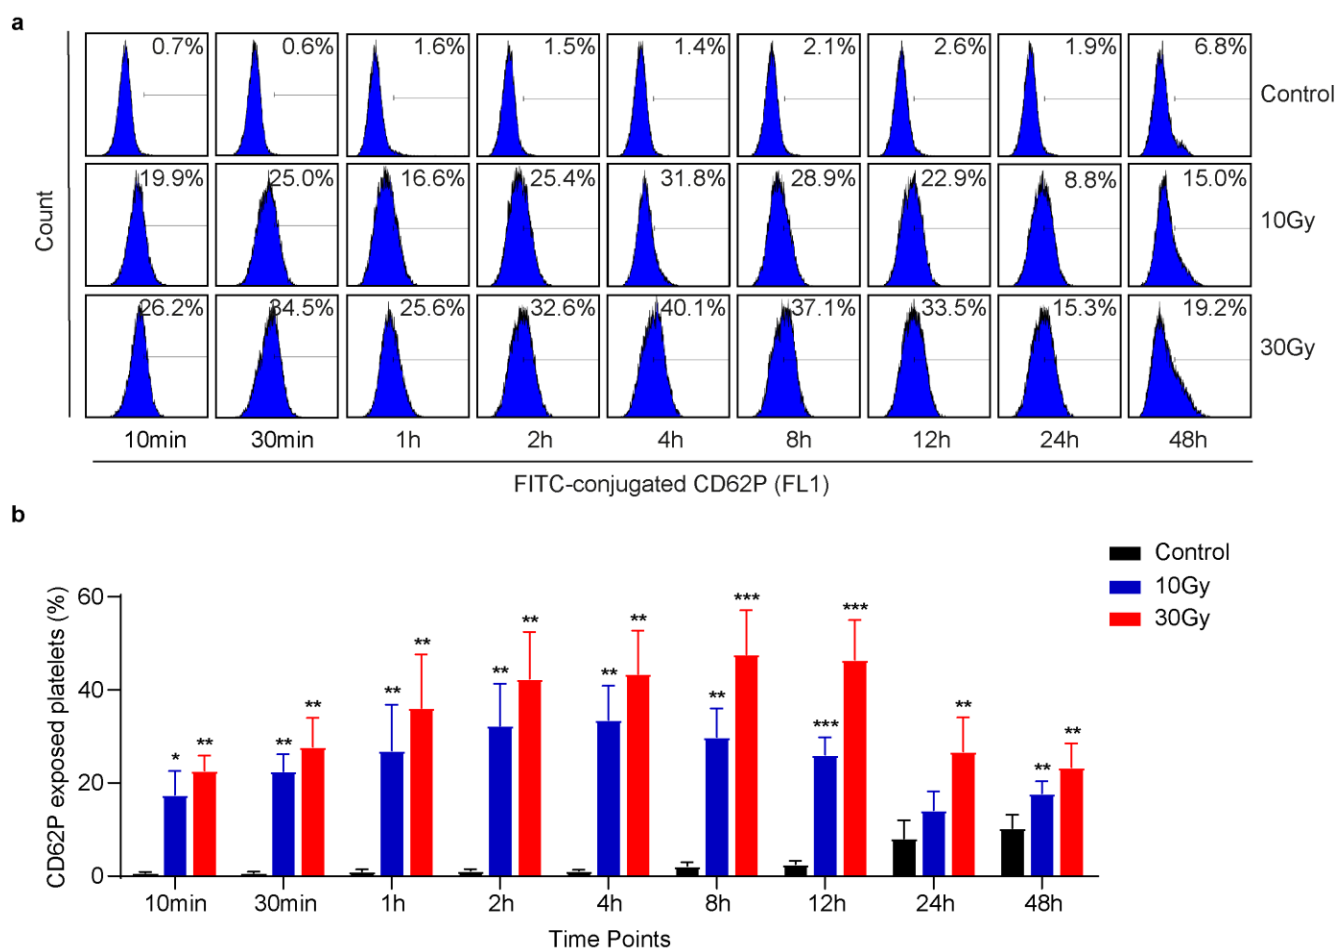 a
0.7% 0.6% 1.6% 1.5% 1.4% 2.1% 2.6% 1.9% 6.8%
Control
19.9% 25.0% 16.6% 25.4% 31.8% 28.9% 22.9% 8.8% 15.0%
10Gy
Count
26.2% 34.5% 25.6% 32.6% 40.1% 37.1% 33.5% 15.3% 19.2%
30Gy
10min 30min 1h 2h 4h 8h 12h 24h 48h
FITC-conjugated CD62P (FL1)
b
Control
10Gy
30Gy
CD62P exposed platelets (%)
60
40
20
0
* ** ** ** ** ** ** ** ** ** ** *** *** *** ** ** **
10min 30min 1h 2h 4h 8h 12h 24h 48h
Time Points